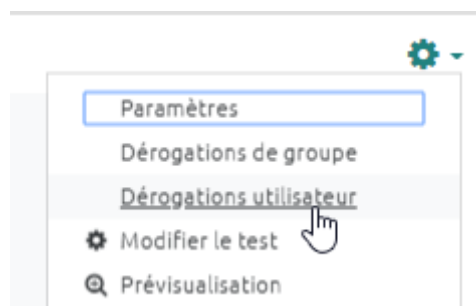 Paramètres
Dérogations de groupe
Dérogations utilisateur
Modifier le test
Prévisualisation